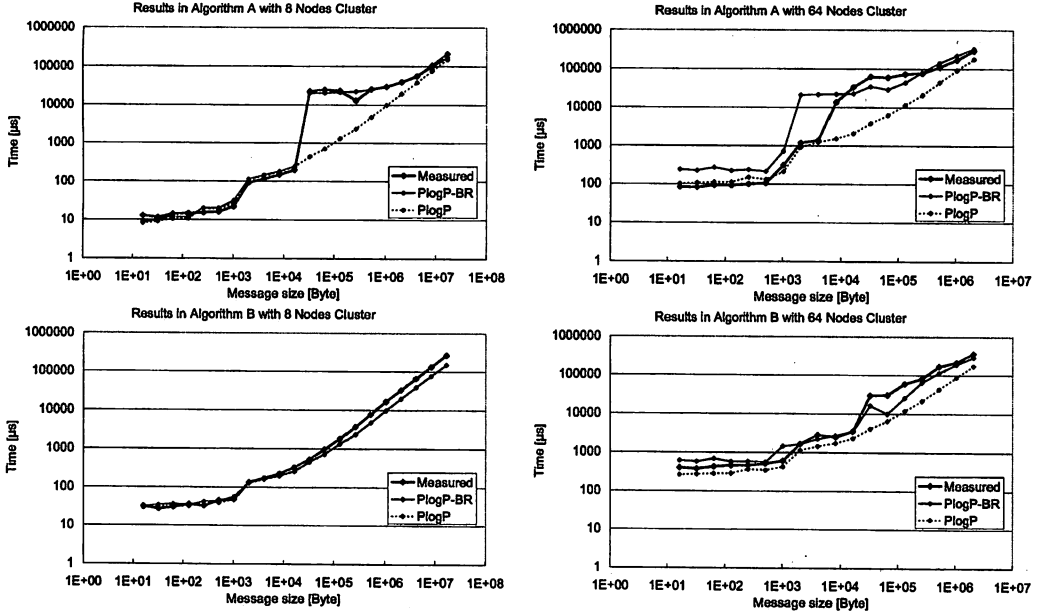 Results in Algorithm A with 8 Nodes Cluster
1000000
100000
10000
1000
100
10
1
Time [µs]
Measured
PlogP-BR
PlogP
1E+00 1E+01 1E+02 1E+03 1E+04 1E+05 1E+06 1E+07 1E+08
Message size [Byte]
Results in Algorithm A with 64 Nodes Cluster
1000000
100000
10000
1000
100
10
1
Time [µs]
Measured
PlogP-BR
PlogP
1E+00 1E+01 1E+02 1E+03 1E+04 1E+05 1E+06 1E+07
Message size [Byte]
Results in Algorithm B with 8 Nodes Cluster
1000000
100000
10000
1000
100
10
1
Time [µs]
Measured
PlogP-BR
PlogP
1E+00 1E+01 1E+02 1E+03 1E+04 1E+05 1E+06 1E+07 1E+08
Message size [Byte]
Results in Algorithm B with 64 Nodes Cluster
1000000
100000
10000
1000
100
10
1
Time [µs]
Measured
PlogP-BR
PlogP
1E+00 1E+01 1E+02 1E+03 1E+04 1E+05 1E+06 1E+07
Message size [Byte]